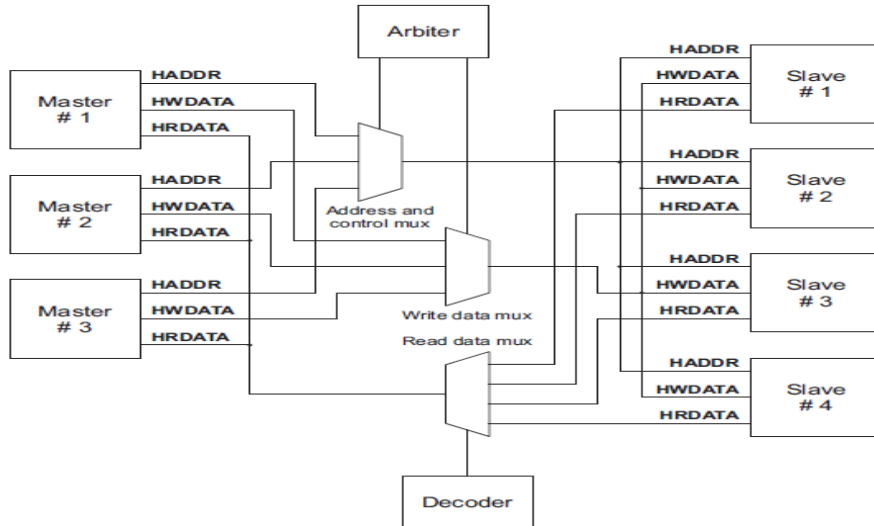 Arbiter
Master
# 1
HADDR
HWDATA
HRDATA
Master
# 2
HADDR
HWDATA
HRDATA
Master
# 3
HADDR
HWDATA
HRDATA
Address and
control mux
Write data mux
Read data mux
Decoder
HADDR
HWDATA
HRDATA
Slave
# 1
HADDR
HWDATA
HRDATA
Slave
# 2
HADDR
HWDATA
HRDATA
Slave
# 3
HADDR
HWDATA
HRDATA
Slave
# 4